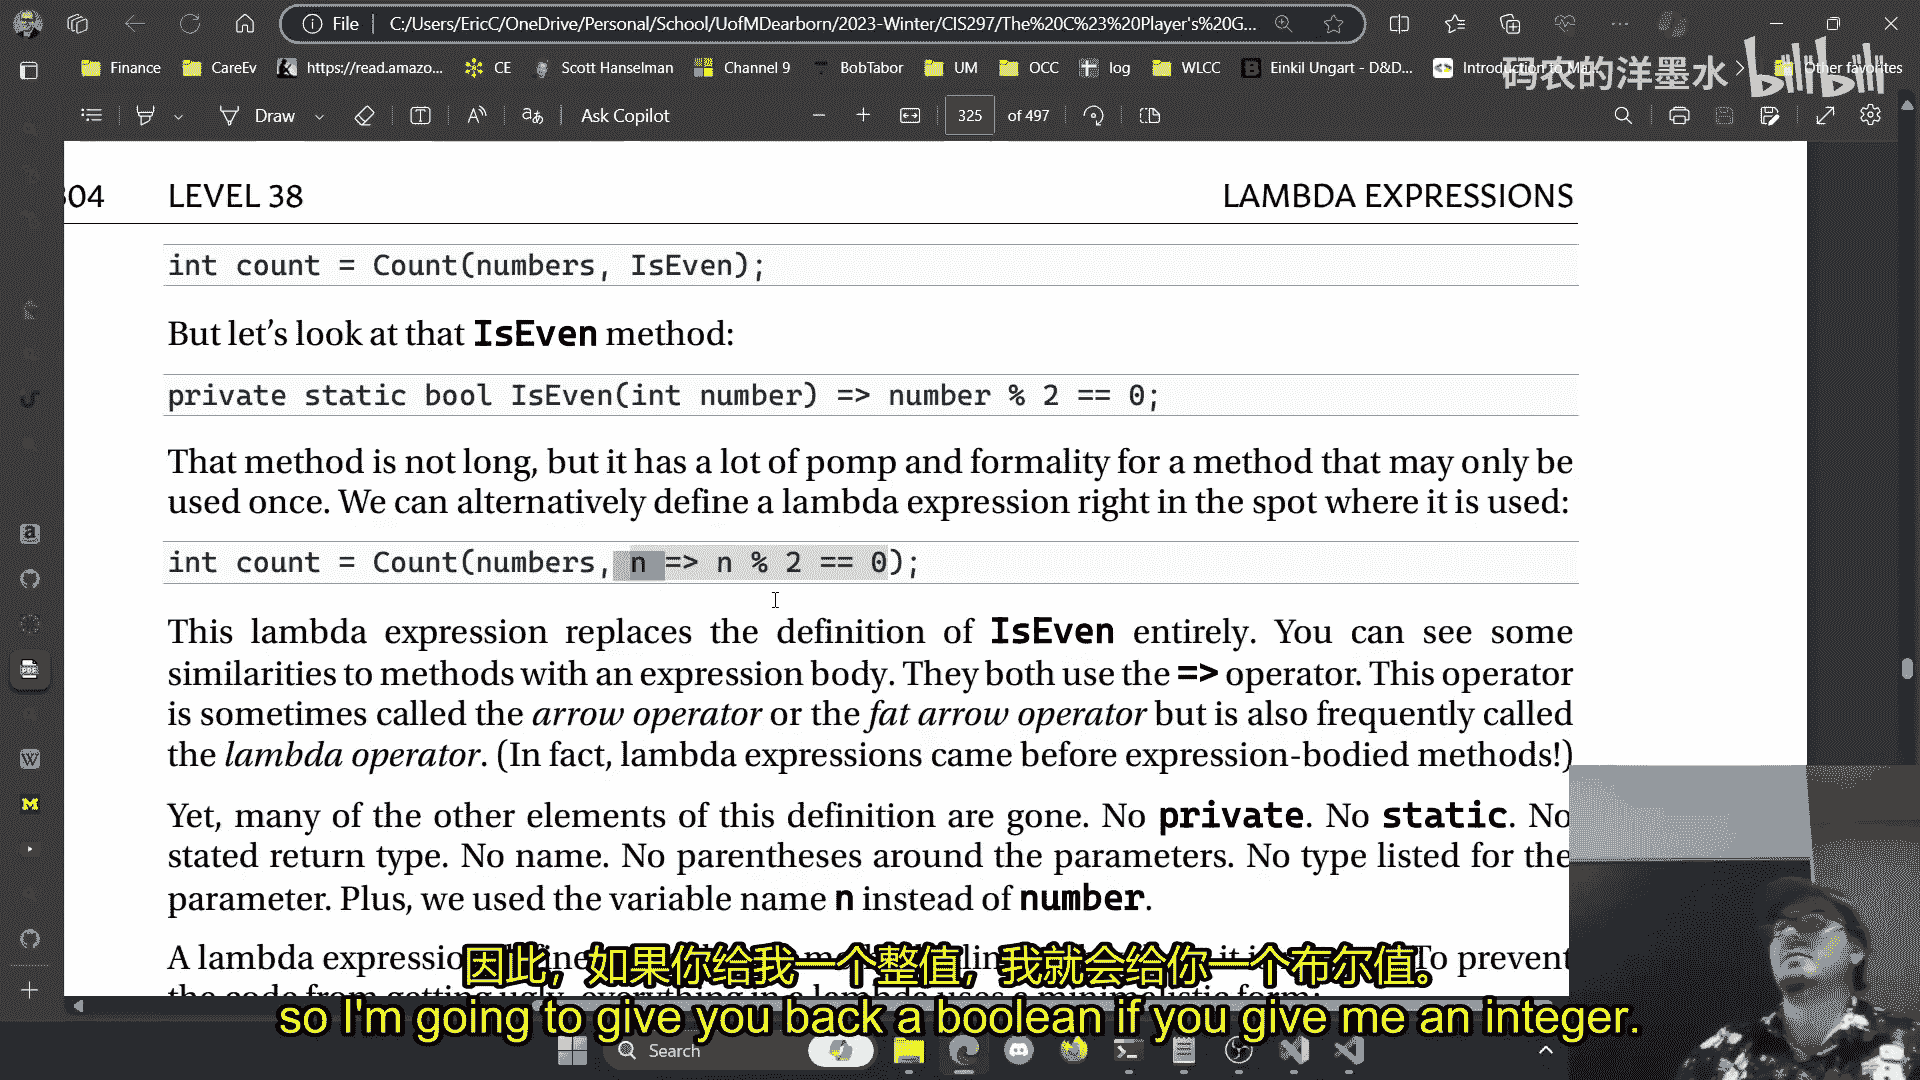 File
C:/Users/EricC/OneDrive/Personal/School/UofMDearborn/2023-Winter/CIS297/The%20C%23%20Player's%20G...
Finance
CareEv
https://read.amazo...
CE
Scott Hanselman
Channel 9
BobTabor
UM
OCC
log
WLCC
Einkil Ungart - D&D...
Introduction to Ma
Other favorites
码农的洋墨水 bilibili
Draw
Ask Copilot
325 of 497
304 LEVEL 38 LAMBDA EXPRESSIONS
int count = Count(numbers, IsEven);
But let's look at that IsEven method:
private static bool IsEven(int number) => number % 2 == 0;
That method is not long, but it has a lot of pomp and formality for a method that may only be
used once. We can alternatively define a lambda expression right in the spot where it is used:
int count = Count(numbers, n => n % 2 == 0);
This lambda expression replaces the definition of IsEven entirely. You can see some
similarities to methods with an expression body. They both use the => operator. This operator
is sometimes called the arrow operator or the fat arrow operator but is also frequently called
the lambda operator. (In fact, lambda expressions came before expression-bodied methods!)
Yet, many of the other elements of this definition are gone. No private. No static. No
stated return type. No name. No parentheses around the parameters. No type listed for the
parameter. Plus, we used the variable name n instead of number.
A lambda expression To prevent
因此，如果你给我一个整值，我就会给你一个布尔值。
so I'm going to give you back a boolean if you give me an integer.
Search